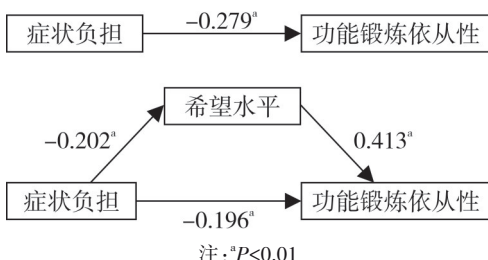 -0.279ᵃ
症状负担
功能锻炼依从性
希望水平
-0.202ᵃ
0.413ᵃ
症状负担
功能锻炼依从性
-0.196ᵃ
注:ᵃP<0.01